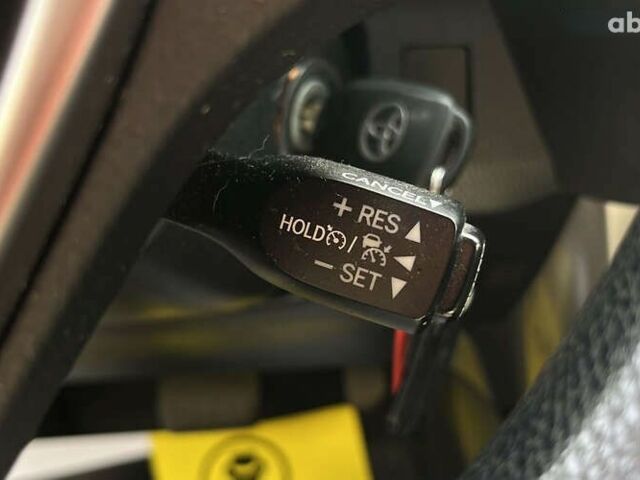 ab
CANCEL
+ RES
HOLD /
− SET